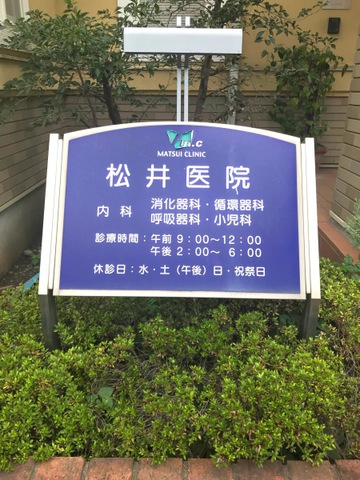 m.c
MATSUI CLINIC
松井医院
内科 消化器科・循環器科
呼吸器科・小児科
診療時間：午前 9：00〜12：00
午後 2：00〜 6：00
休診日：水・土（午後）日・祝祭日